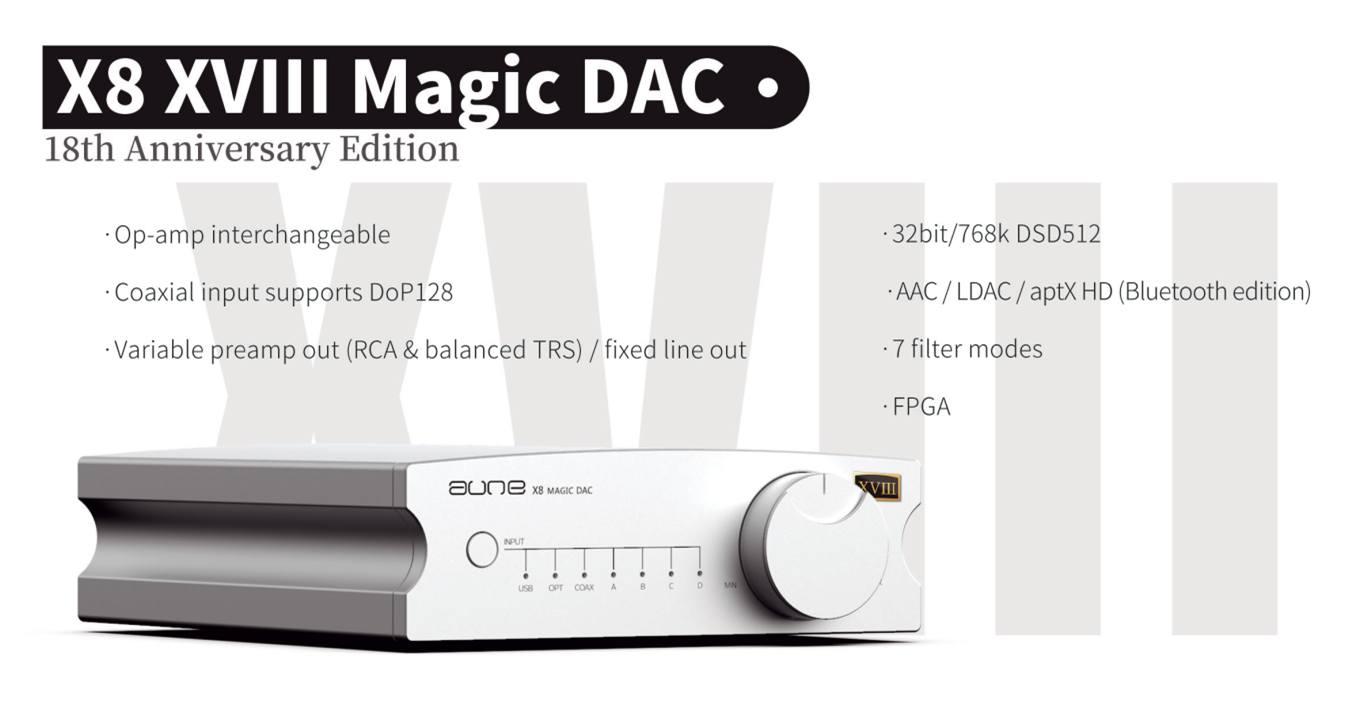 X8 XVIII Magic DAC •
18th Anniversary Edition
XVIII
· Op-amp interchangeable
· Coaxial input supports DoP128
· Variable preamp out (RCA & balanced TRS) / fixed line out
· 32bit/768k DSD512
· AAC / LDAC / aptX HD (Bluetooth edition)
· 7 filter modes
· FPGA
aune X8 MAGIC DAC
XVIII
INPUT
USB OPT COAX A B C D MIN